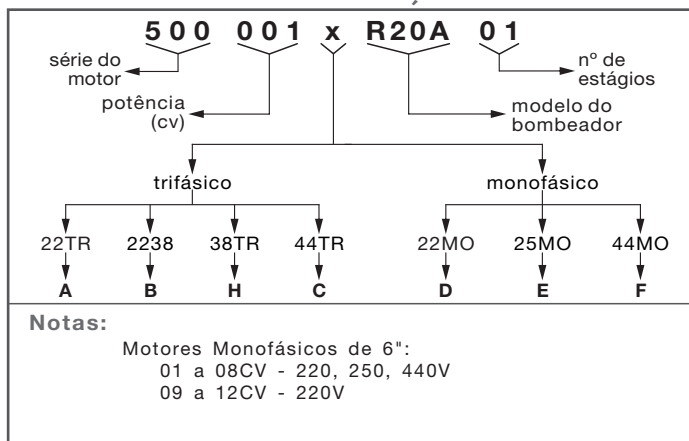 500 001 x R20A 01
série do motor
nº de estágios
potência (cv)
modelo do bombeador
trifásico monofásico
22TR 2238 38TR 44TR 22MO 25MO 44MO
A B H C D E F
Notas:
Motores Monofásicos de 6":
01 a 08CV - 220, 250, 440V
09 a 12CV - 220V